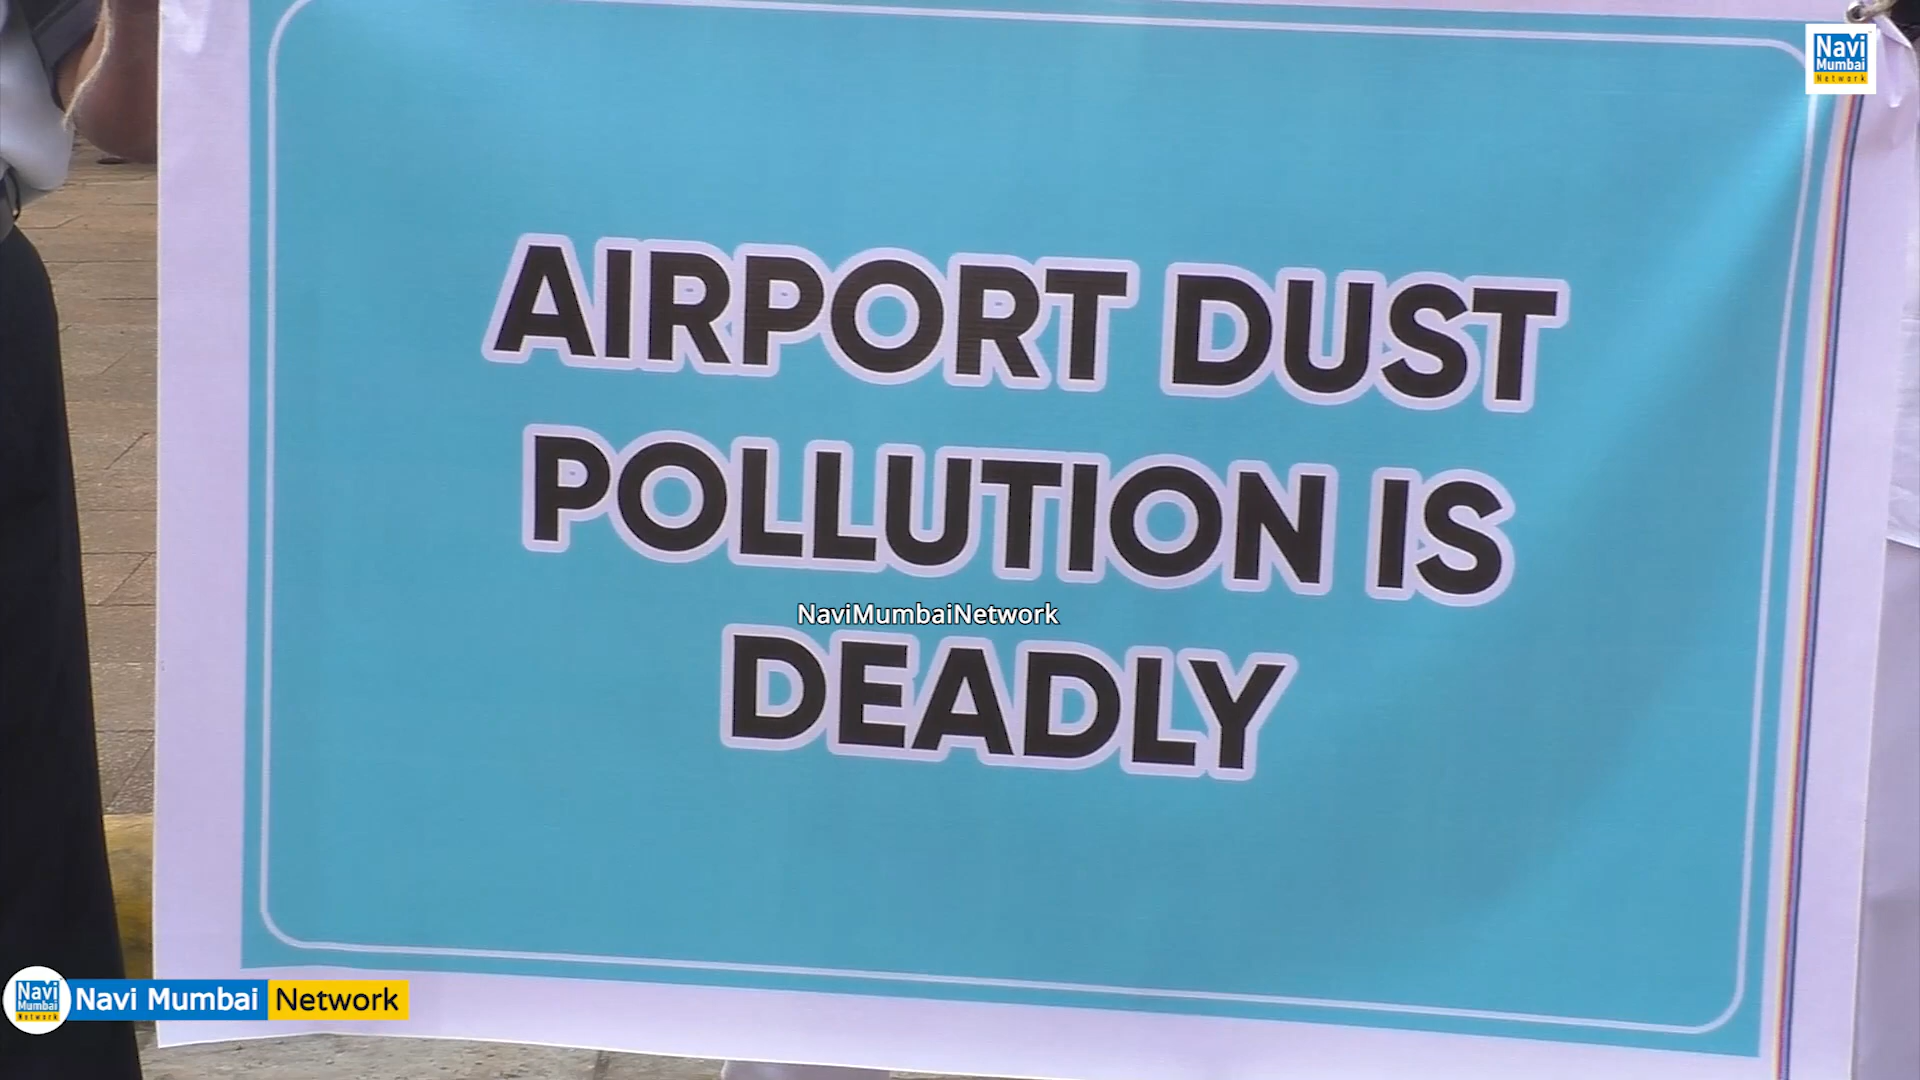 Navi
Mumbai
Network
AIRPORT DUST
POLLUTION IS
NaviMumbaiNetwork
DEADLY
Navi
Mumbai
Network
Navi Mumbai Network